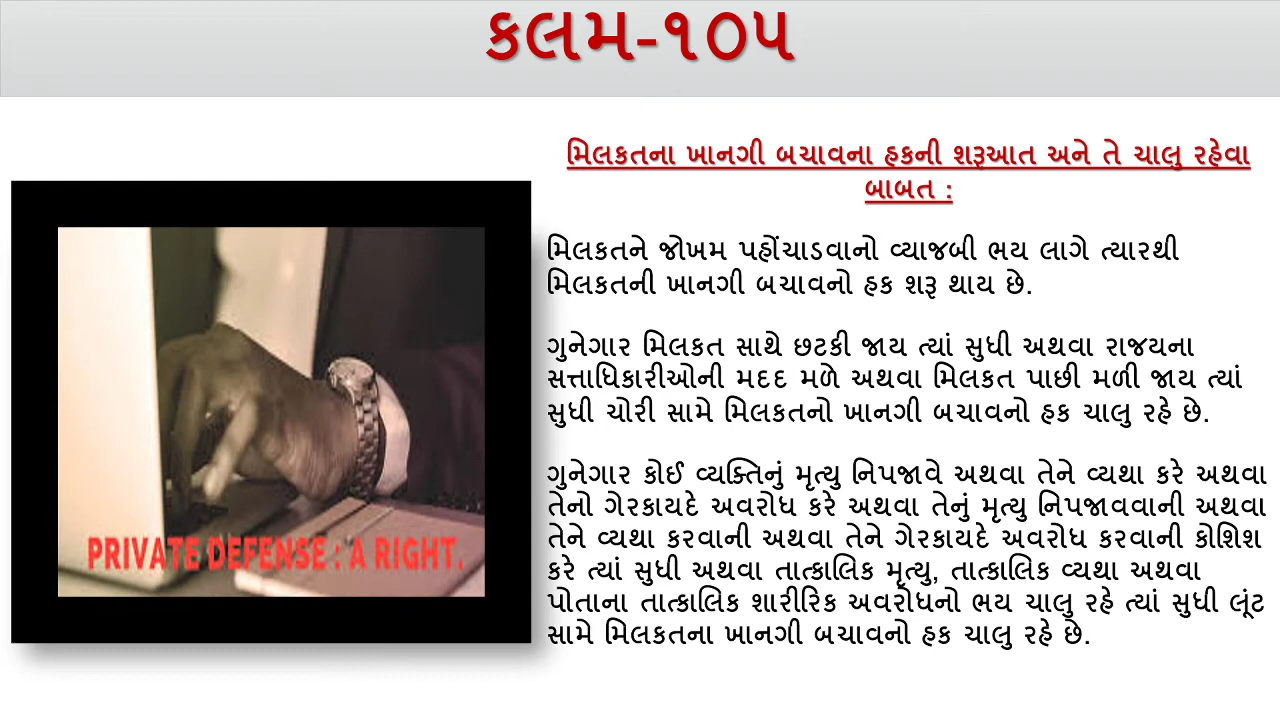 કલમ-૧૦૫
મિલકતના ખાનગી બચાવના હકની શરૂઆત અને તે ચાલુ રહેવા
બાબત :
મિલકતને જોખમ પહોંચાડવાનો વ્યાજબી ભય લાગે ત્યારથી
મિલકતની ખાનગી બચાવનો હક શરૂ થાય છે.
ગુનેગાર મિલકત સાથે છટકી જાય ત્યાં સુધી અથવા રાજયના
સત્તાધિકારીઓની મદદ મળે અથવા મિલકત પાછી મળી જાય ત્યાં
સુધી ચોરી સામે મિલકતનો ખાનગી બચાવનો હક ચાલુ રહે છે.
ગુનેગાર કોઈ વ્યક્તિનું મૃત્યુ નિપજાવે અથવા તેને વ્યથા કરે અથવા
તેનો ગેરકાયદે અવરોધ કરે અથવા તેનું મૃત્યુ નિપજાવવાની અથવા
તેને વ્યથા કરવાની અથવા તેને ગેરકાયદે અવરોધ કરવાની કોશિશ
કરે ત્યાં સુધી અથવા તાત્કાલિક મૃત્યુ, તાત્કાલિક વ્યથા અથવા
પોતાના તાત્કાલિક શારીરિક અવરોધનો ભય ચાલુ રહે ત્યાં સુધી લૂંટ
સામે મિલકતના ખાનગી બચાવનો હક ચાલુ રહે છે.
PRIVATE DEFENSE : A RIGHT.